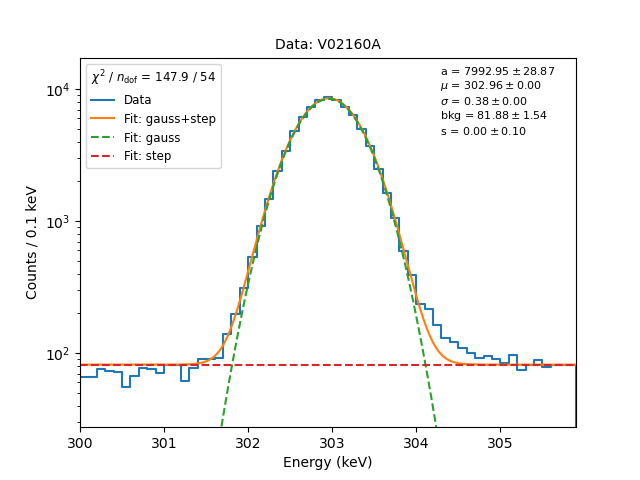 Data: V02160A
χ² / n_dof = 147.9 / 54
Data
Fit: gauss+step
Fit: gauss
Fit: step
a = 7992.95 ± 28.87
μ = 302.96 ± 0.00
σ = 0.38 ± 0.00
bkg = 81.88 ± 1.54
s = 0.00 ± 0.10
Counts / 0.1 keV
10⁴
10³
10²
300 301 302 303 304 305
Energy (keV)